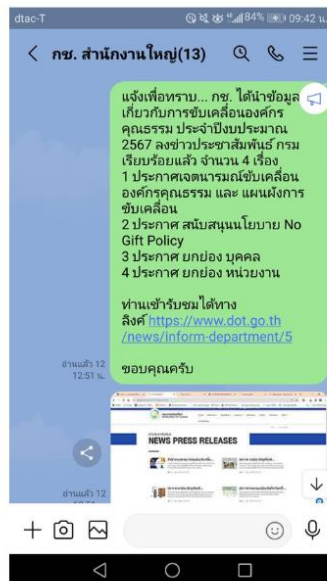 dtac-T
84%
09:42 น.
กช. สำนักงานใหญ่(13)
แจ้งเพื่อทราบ... กช. ได้นำข้อมูล
เกี่ยวกับการขับเคลื่อนองค์กร
คุณธรรม ประจำปีงบประมาณ
2567 ลงข่าวประชาสัมพันธ์ กรม
เรียบร้อยแล้ว จำนวน 4 เรื่อง
1 ประกาศเจตนารมณ์ขับเคลื่อน
องค์กรคุณธรรม และ แผนผังการ
ขับเคลื่อน
2 ประกาศ สนับสนุนนโยบาย No
Gift Policy
3 ประกาศ ยกย่อง บุคคล
4 ประกาศ ยกย่อง หน่วยงาน
ท่านเข้ารับชมได้ทาง
ลิงค์ https://www.dot.go.th
/news/inform-department/5
ขอบคุณครับ
อ่านแล้ว 12
12:51 น.
NEWS PRESS RELEASES
อ่านแล้ว 12